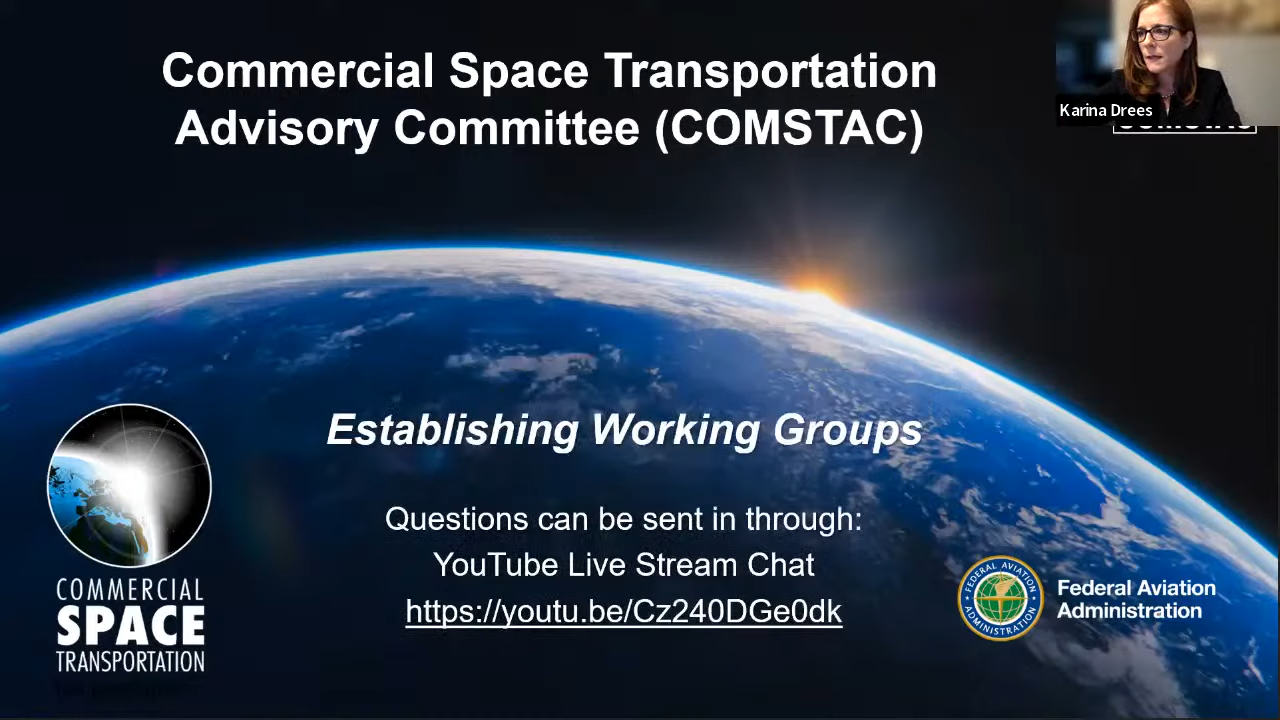 Commercial Space Transportation
Advisory Committee (COMSTAC)
Karina Drees
Establishing Working Groups
Questions can be sent in through:
YouTube Live Stream Chat
https://youtu.be/Cz240DGe0dk
COMMERCIAL
SPACE
TRANSPORTATION
FEDERAL AVIATION
ADMINISTRATION
Federal Aviation
Administration